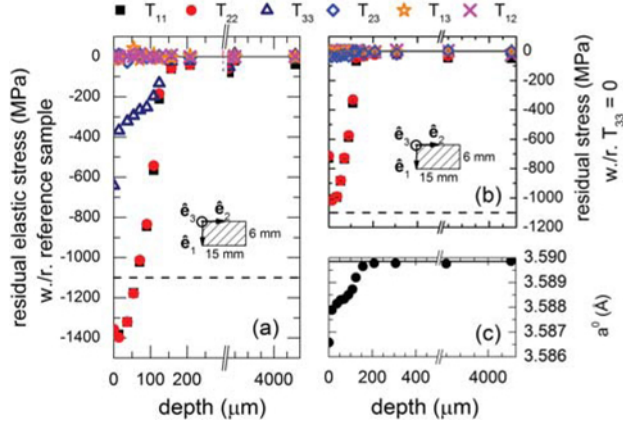 T11 T22 T33 T23 T13 T12
residual elastic stress (MPa)
w./r. reference sample
0
-200
-400
-600
-800
-1000
-1200
-1400
ê3 ê2
ê1
6 mm
15 mm
(a)
0 100 200 4000
depth (μm)
0
-200
-400
-600
-800
-1000
-1200
residual stress (MPa)
w./r. T33 = 0
ê3 ê2
ê1
6 mm
15 mm
(b)
3.590
3.588
3.587
3.586
a0 (Å)
(c)
0 200 400 4000
depth (μm)